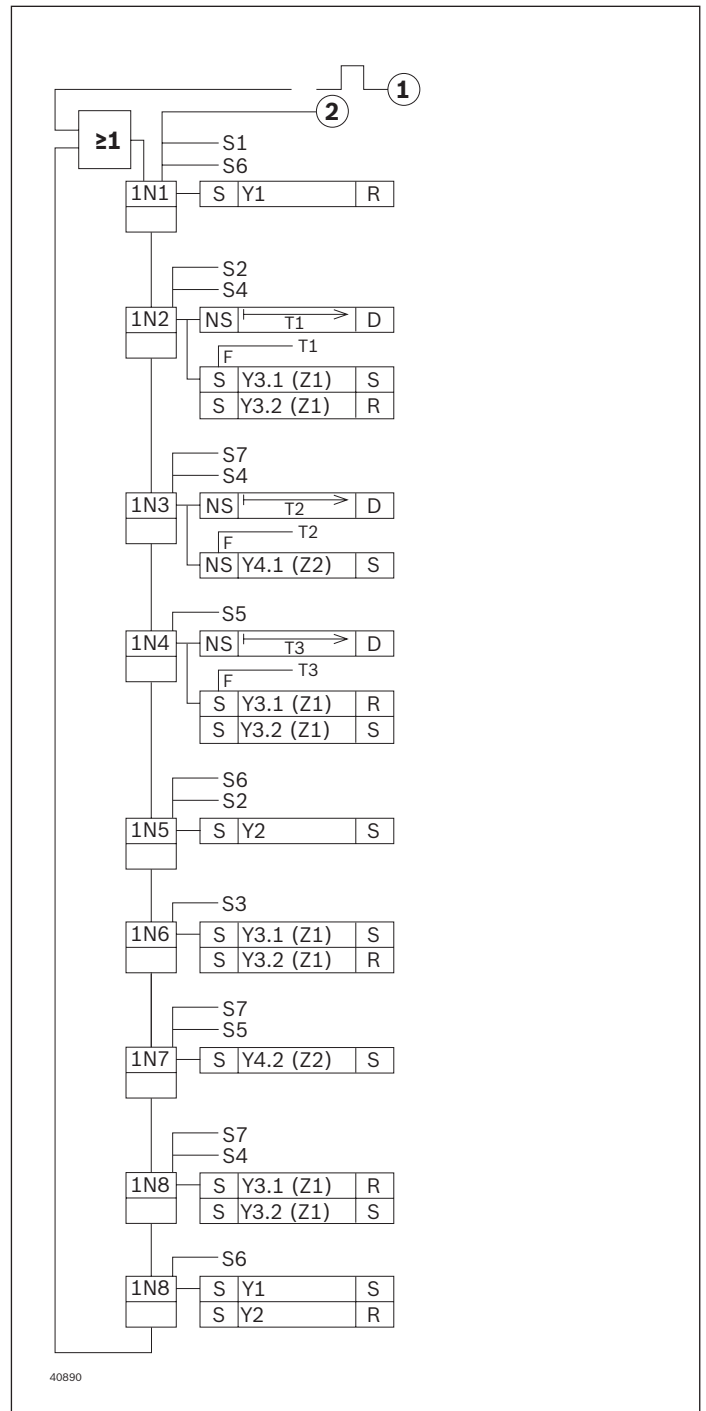 1
2
≥1
S1
S6
1N1 S Y1 R
S2
S4
1N2 NS T1 D
T1
F
S Y3.1 (Z1) S
S Y3.2 (Z1) R
S7
S4
1N3 NS T2 D
T2
F
NS Y4.1 (Z2) S
S5
1N4 NS T3 D
T3
F
S Y3.1 (Z1) R
S Y3.2 (Z1) S
S6
S2
1N5 S Y2 S
S3
1N6 S Y3.1 (Z1) S
S Y3.2 (Z1) R
S7
S5
1N7 S Y4.2 (Z2) S
S7
S4
1N8 S Y3.1 (Z1) R
S Y3.2 (Z1) S
S6
1N8 S Y1 S
S Y2 R
40890